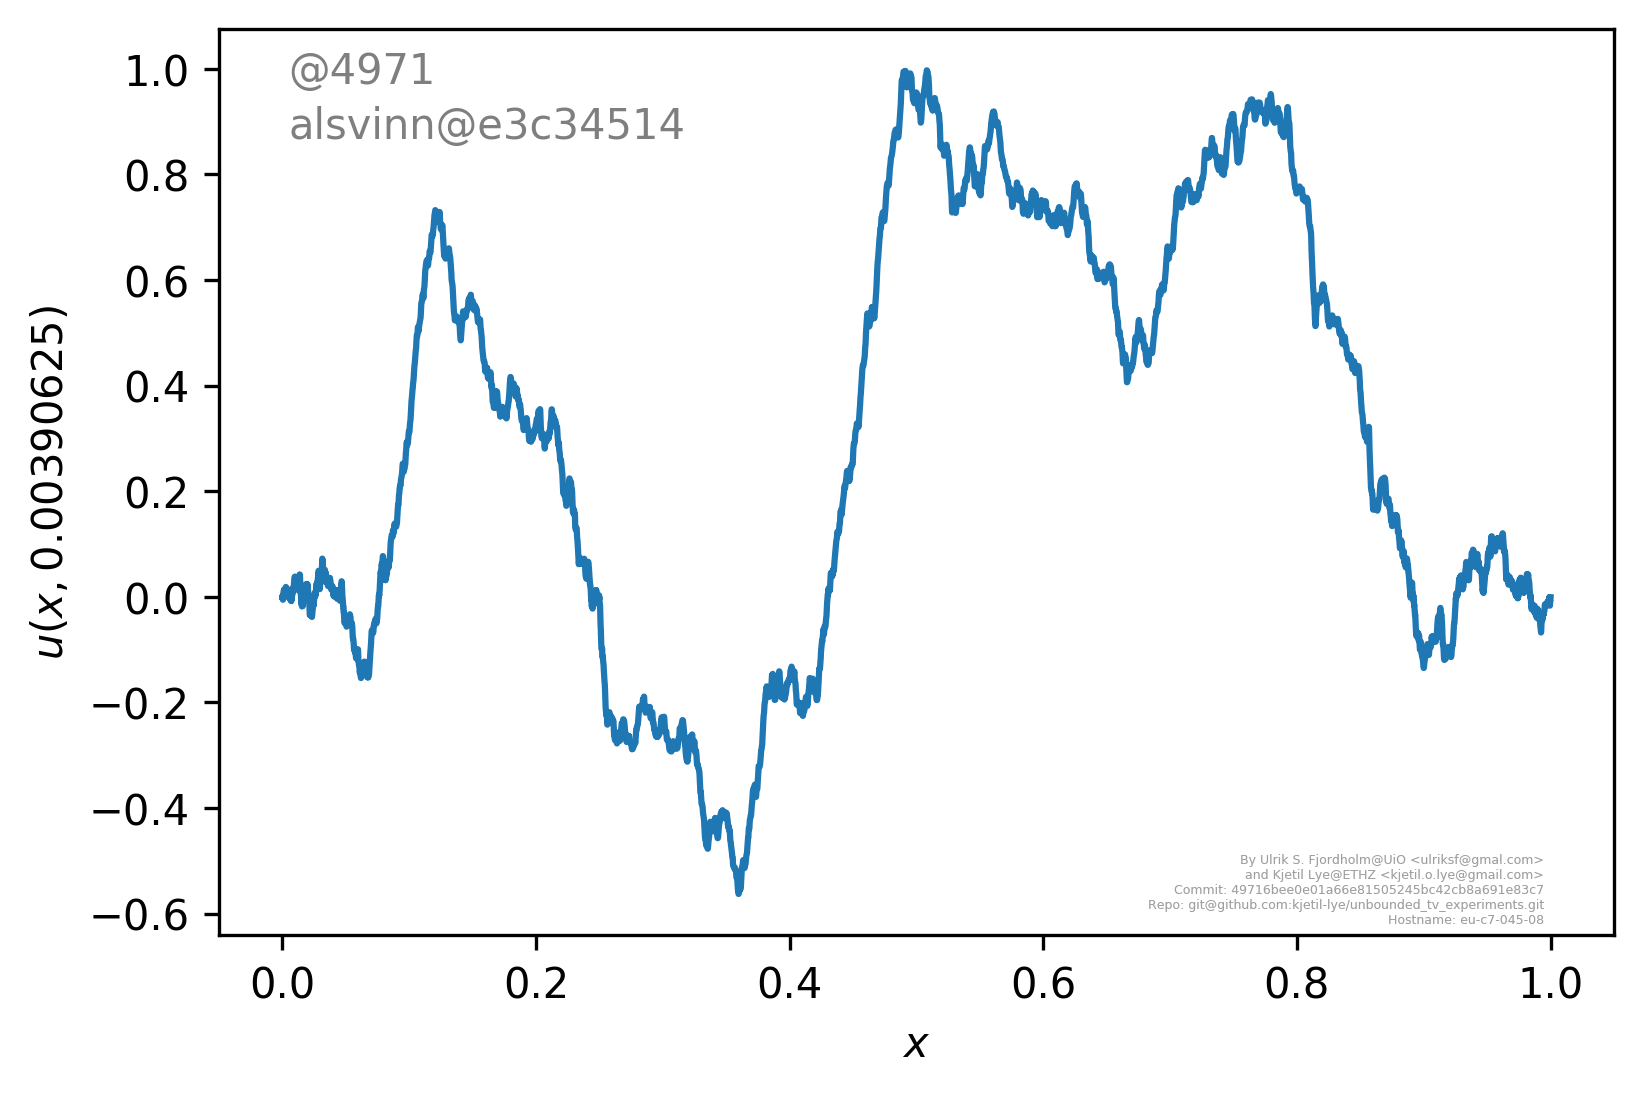 @4971
alsvinn@e3c34514
1.0
0.8
0.6
0.4
0.2
0.0
−0.2
−0.4
−0.6
u(x, 0.00390625)
By Ulrik S. Fjordholm@UiO <ulriksf@gmal.com>
and Kjetil Lye@ETHZ <kjetil.o.lye@gmail.com>
Commit: 49716bee0e01a66e81505245bc42cb8a691e83c7
Repo: git@github.com:kjetil-lye/unbounded_tv_experiments.git
Hostname: eu-c7-045-08
0.0 0.2 0.4 0.6 0.8 1.0
x